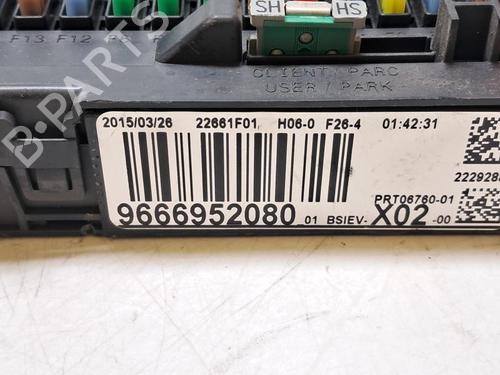 SH HS
F13 F12
CLIENT/PARC
USER/PARK
2015/03/26 22661F01 H06-0 F26-4 01:42:31
PRT06760-01
9666952080 01 BSIEV- X02 -00
B-PARTS